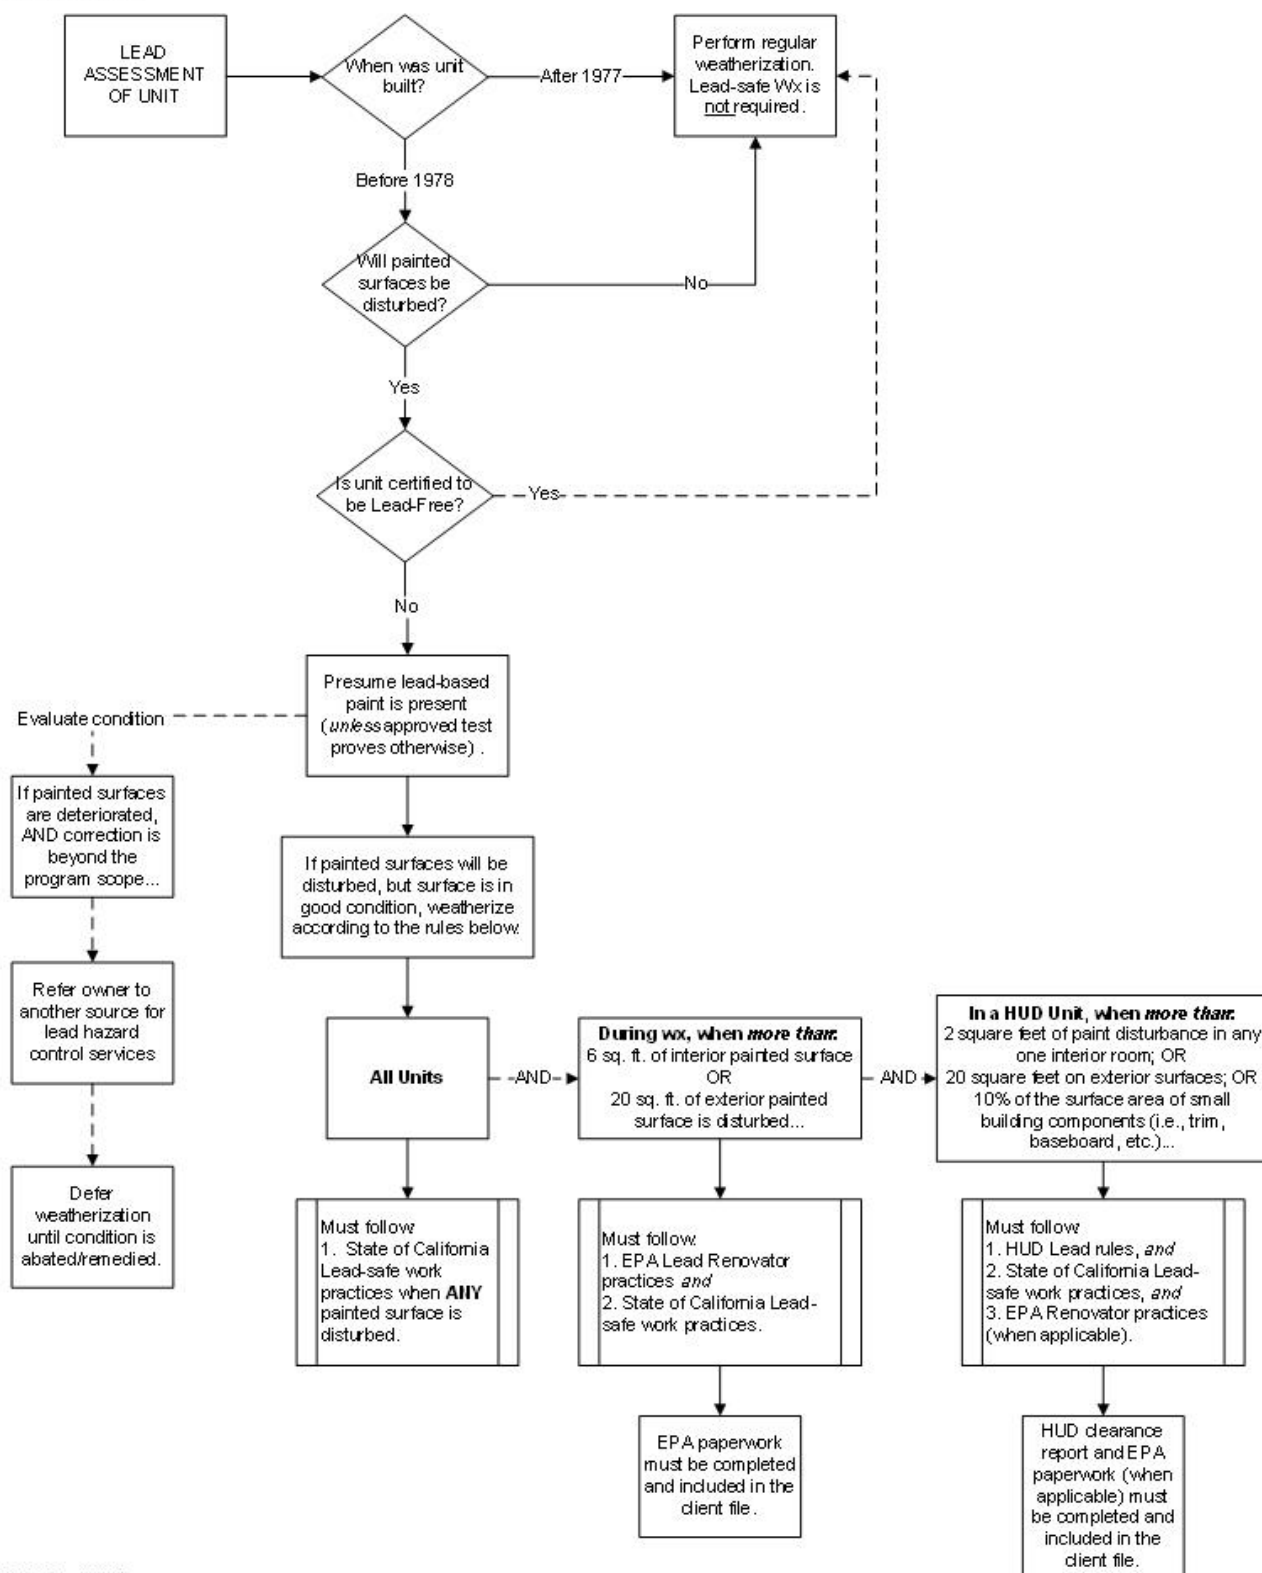 LEAD
ASSESSMENT
OF UNIT
When was unit
built?
After 1977
Perform regular
weatherization.
Lead-safe Wx is
not required.
Before 1978
Will painted
surfaces be
disturbed?
No
Yes
Is unit certified to
be Lead-Free?
Yes
No
Presume lead-based
paint is present
(unless approved test
proves otherwise) .
Evaluate condition
If painted surfaces
are deteriorated,
AND correction is
beyond the
program scope...
If painted surfaces will be
disturbed, but surface is in
good condition, weatherize
according to the rules below.
Refer owner to
another source for
lead hazard
control services
Defer
weatherization
until condition is
abated/remedied.
All Units
AND
During wx, when more than:
6 sq. ft. of interior painted surface
OR
20 sq. ft. of exterior painted
surface is disturbed...
AND
In a HUD Unit, when more than:
2 square feet of paint disturbance in any
one interior room; OR
20 square feet on exterior surfaces; OR
10% of the surface area of small
building components (i.e., trim,
baseboard, etc.)...
Must follow:
1. State of California
Lead-safe work
practices when ANY
painted surface is
disturbed.
Must follow:
1. EPA Lead Renovator
practices and
2. State of California Lead-
safe work practices.
Must follow:
1. HUD Lead rules, and
2. State of California Lead-
safe work practices, and
3. EPA Renovator practices
(when applicable).
EPA paperwork
must be completed
and included in the
client file.
HUD clearance
report and EPA
paperwork (when
applicable) must
be completed and
included in the
client file.